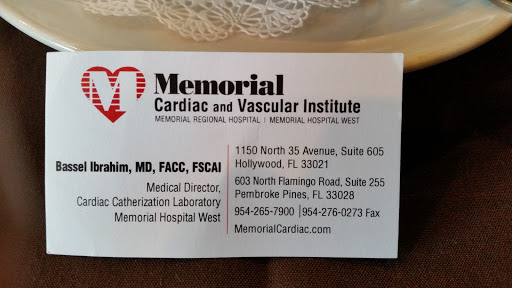 M
Memorial
Cardiac and Vascular Institute
MEMORIAL REGIONAL HOSPITAL | MEMORIAL HOSPITAL WEST
Bassel Ibrahim, MD, FACC, FSCAI
Medical Director,
Cardiac Catherization Laboratory
Memorial Hospital West
1150 North 35 Avenue, Suite 605
Hollywood, FL 33021
603 North Flamingo Road, Suite 255
Pembroke Pines, FL 33028
954-265-7900 | 954-276-0273 Fax
MemorialCardiac.com